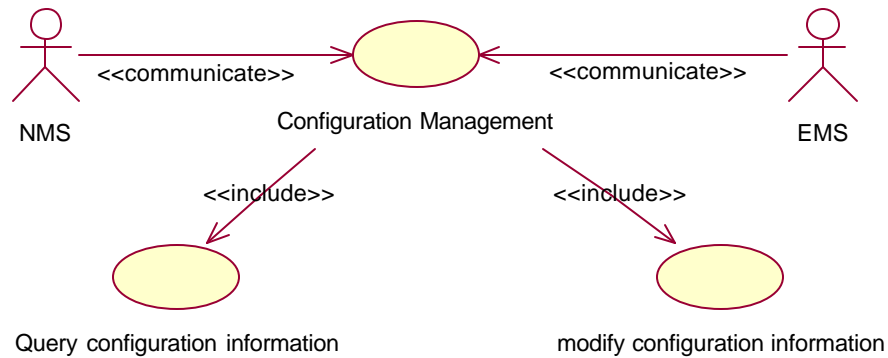 <<communicate>>
<<communicate>>
NMS
Configuration Management
EMS
<<include>>
<<include>>
Query configuration information
modify configuration information